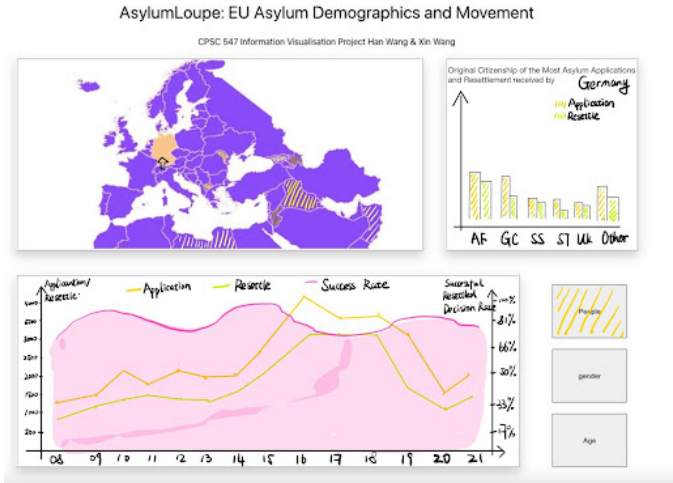 AsylumLoupe: EU Asylum Demographics and Movement
CPSC 547 Information Visualisation Project Han Wang & Xin Wang
Original Citizenship of the Most Asylum Applications
and Resettlement received by Germany
Application
Resettle
AF GC SS ST UK Other
Application/
Resettle
Application Resettle Success Rate
Successful
Resettled
Decision Rate
100%
81%
66%
50%
33%
17%
08 09 10 11 12 13 14 15 16 17 18 19 20 21
People
gender
Age